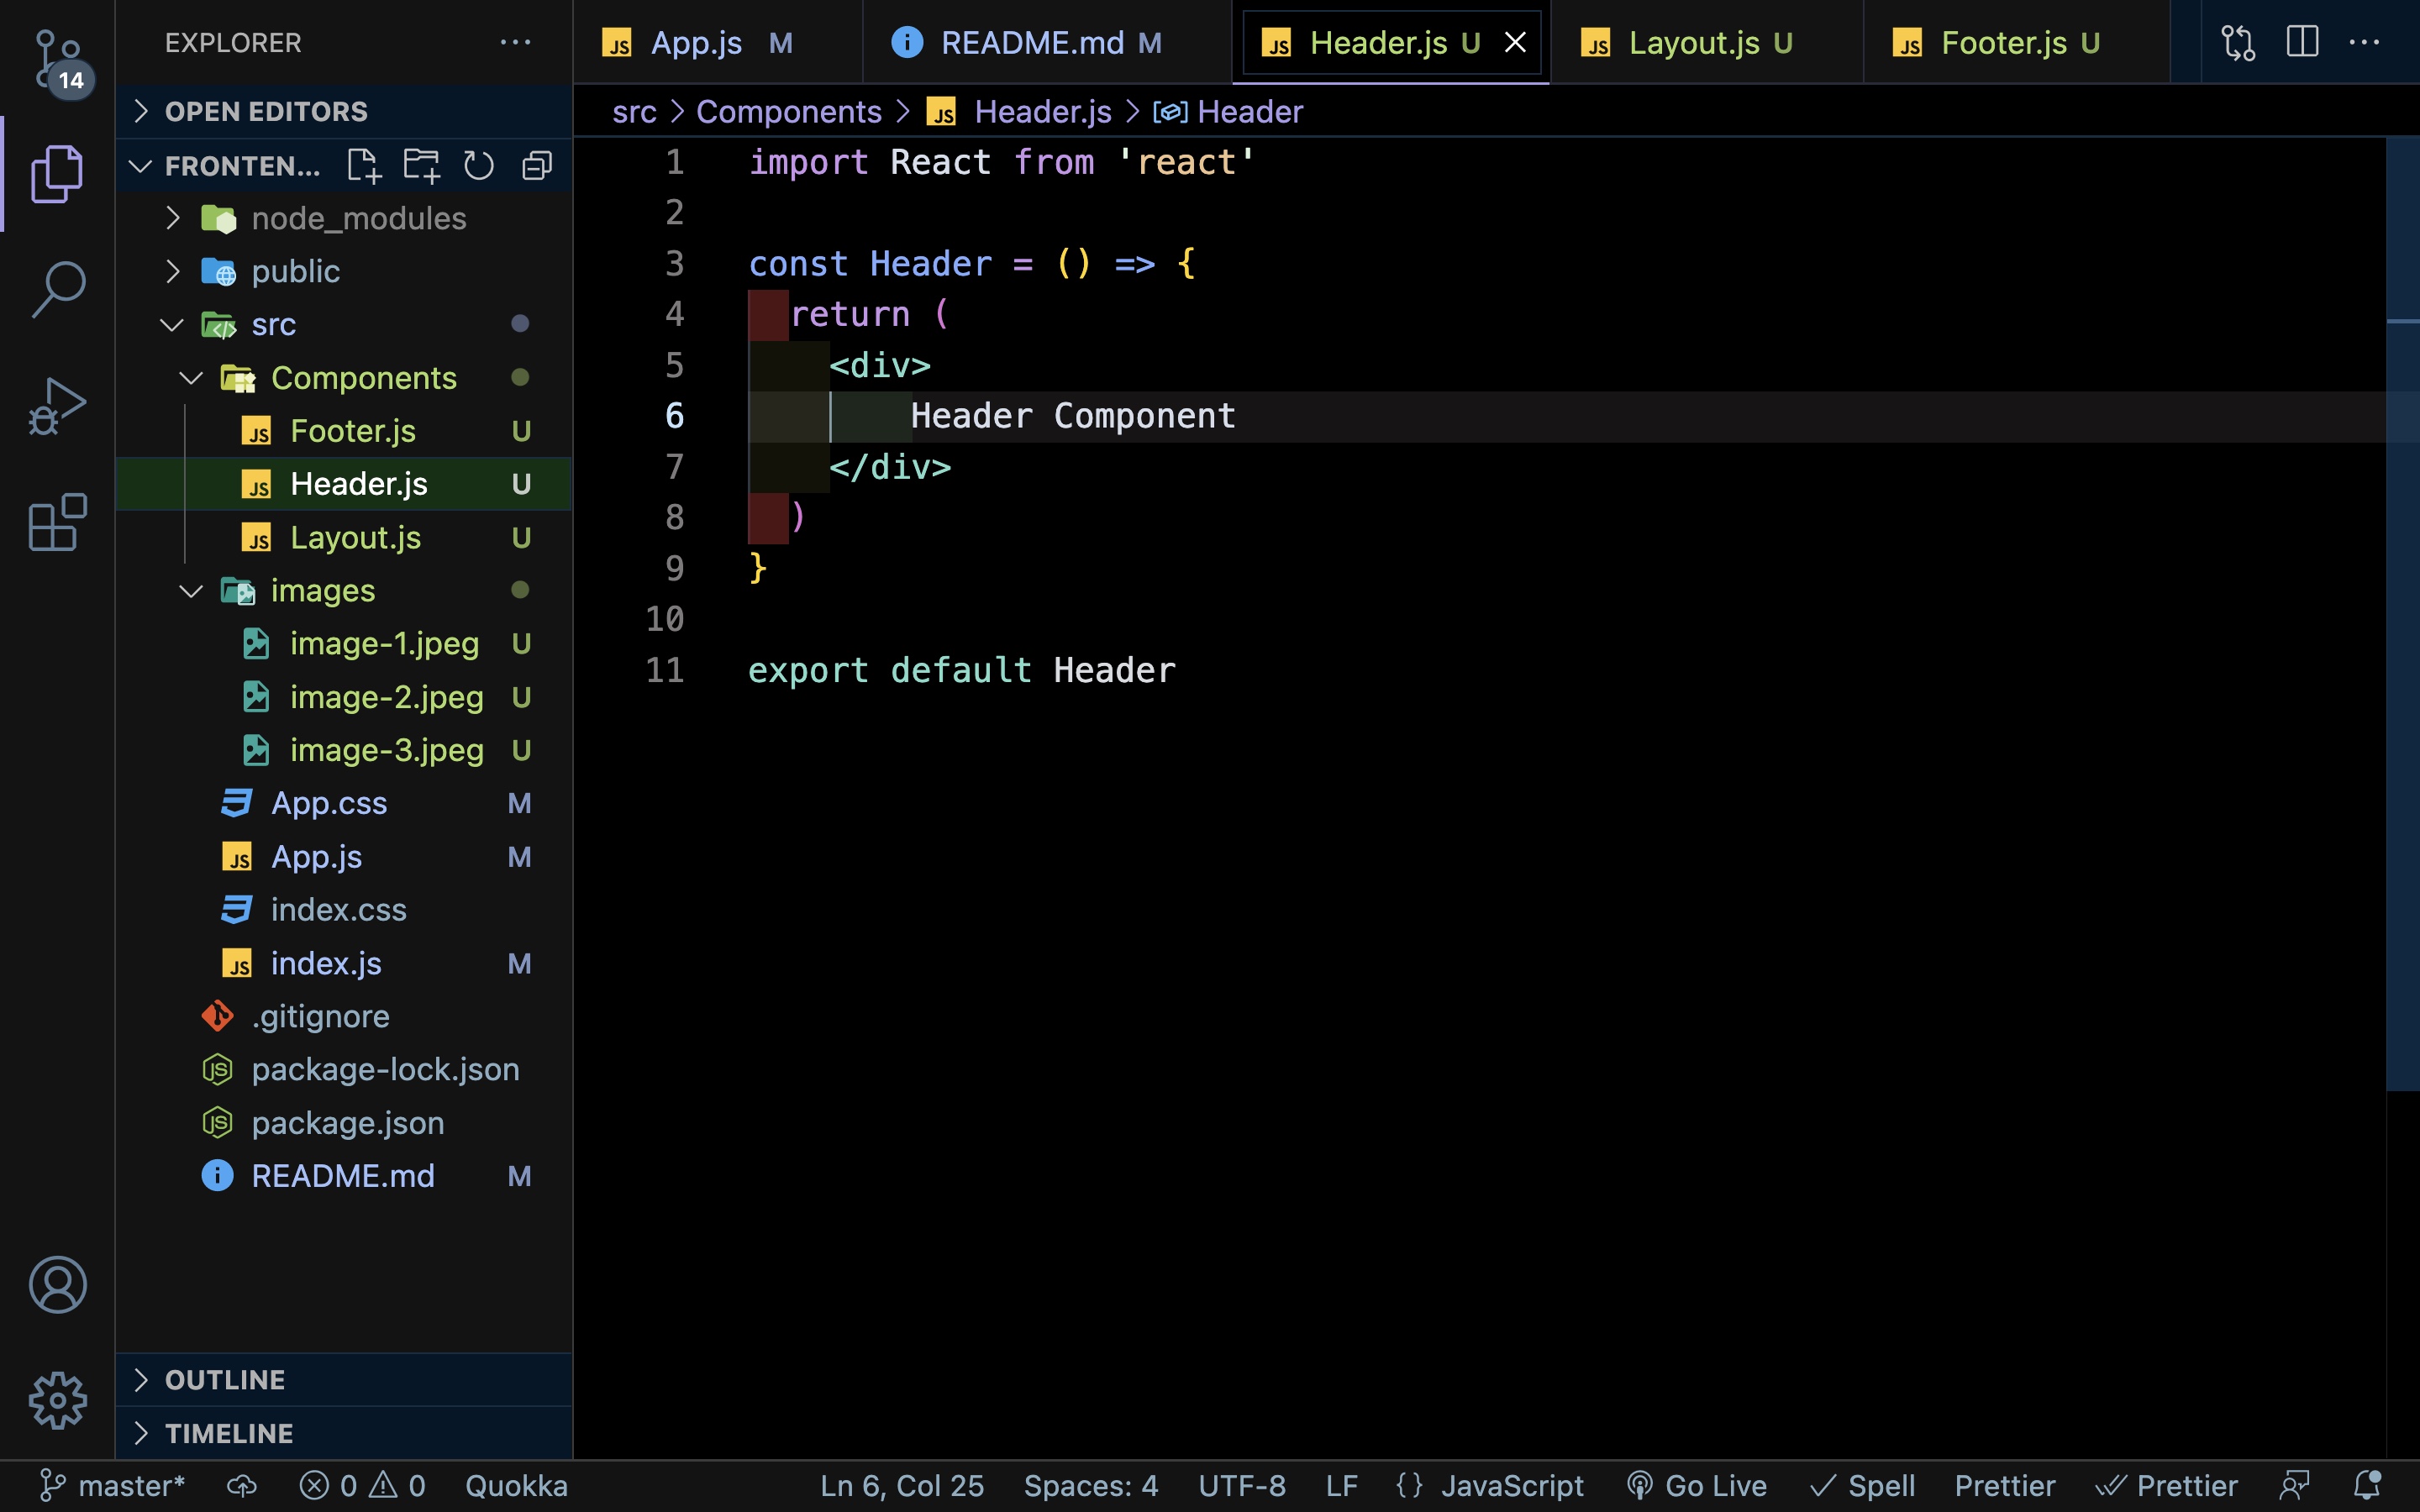 14
EXPLORER
OPEN EDITORS
FRONTEN...
node_modules
public
src
Components
Footer.js U
Header.js U
Layout.js U
images
image-1.jpeg U
image-2.jpeg U
image-3.jpeg U
App.css M
App.js M
index.css
index.js M
.gitignore
package-lock.json
package.json
README.md M
OUTLINE
TIMELINE
App.js M README.md M Header.js U Layout.js U Footer.js U
src > Components > Header.js > Header
1 import React from 'react'
2
3 const Header = () => {
4 return (
5 <div>
6 Header Component
7 </div>
8 )
9 }
10
11 export default Header
master* 0 0 Quokka Ln 6, Col 25 Spaces: 4 UTF-8 LF {} JavaScript Go Live Spell Prettier Prettier